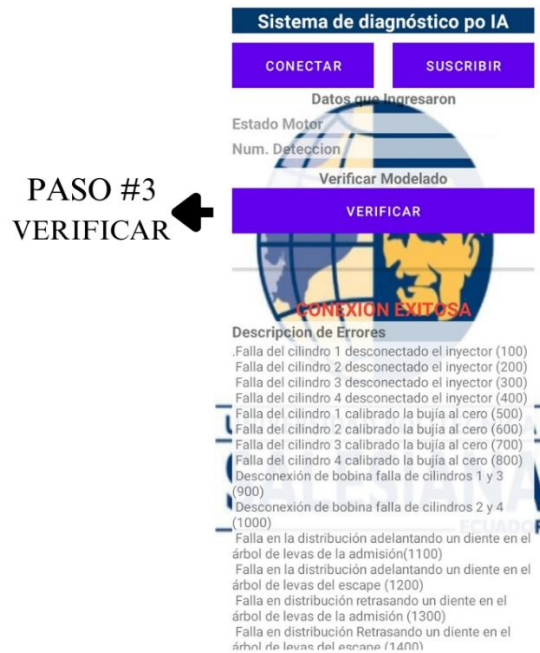 Sistema de diagnóstico po IA
CONECTAR
SUSCRIBIR
Datos que Ingresaron
Estado Motor
Num. Deteccion
Verificar Modelado
PASO #3
VERIFICAR
VERIFICAR
CONEXION EXITOSA
Descripcion de Errores
.Falla del cilindro 1 desconectado el inyector (100)
Falla del cilindro 2 desconectado el inyector (200)
Falla del cilindro 3 desconectado el inyector (300)
Falla del cilindro 4 desconectado el inyector (400)
Falla del cilindro 1 calibrado la bujía al cero (500)
Falla del cilindro 2 calibrado la bujía al cero (600)
Falla del cilindro 3 calibrado la bujía al cero (700)
Falla del cilindro 4 calibrado la bujía al cero (800)
Desconexión de bobina falla de cilindros 1 y 3
(900)
Desconexión de bobina falla de cilindros 2 y 4
(1000)
Falla en la distribución adelantando un diente en el
árbol de levas de la admisión(1100)
Falla en la distribución adelantando un diente en el
árbol de levas del escape (1200)
Falla en distribución retrasando un diente en el
árbol de levas de la admisión (1300)
Falla en distribución Retrasando un diente en el
árbol de levas del escape (1400)
SALESIANA
ECUADOR